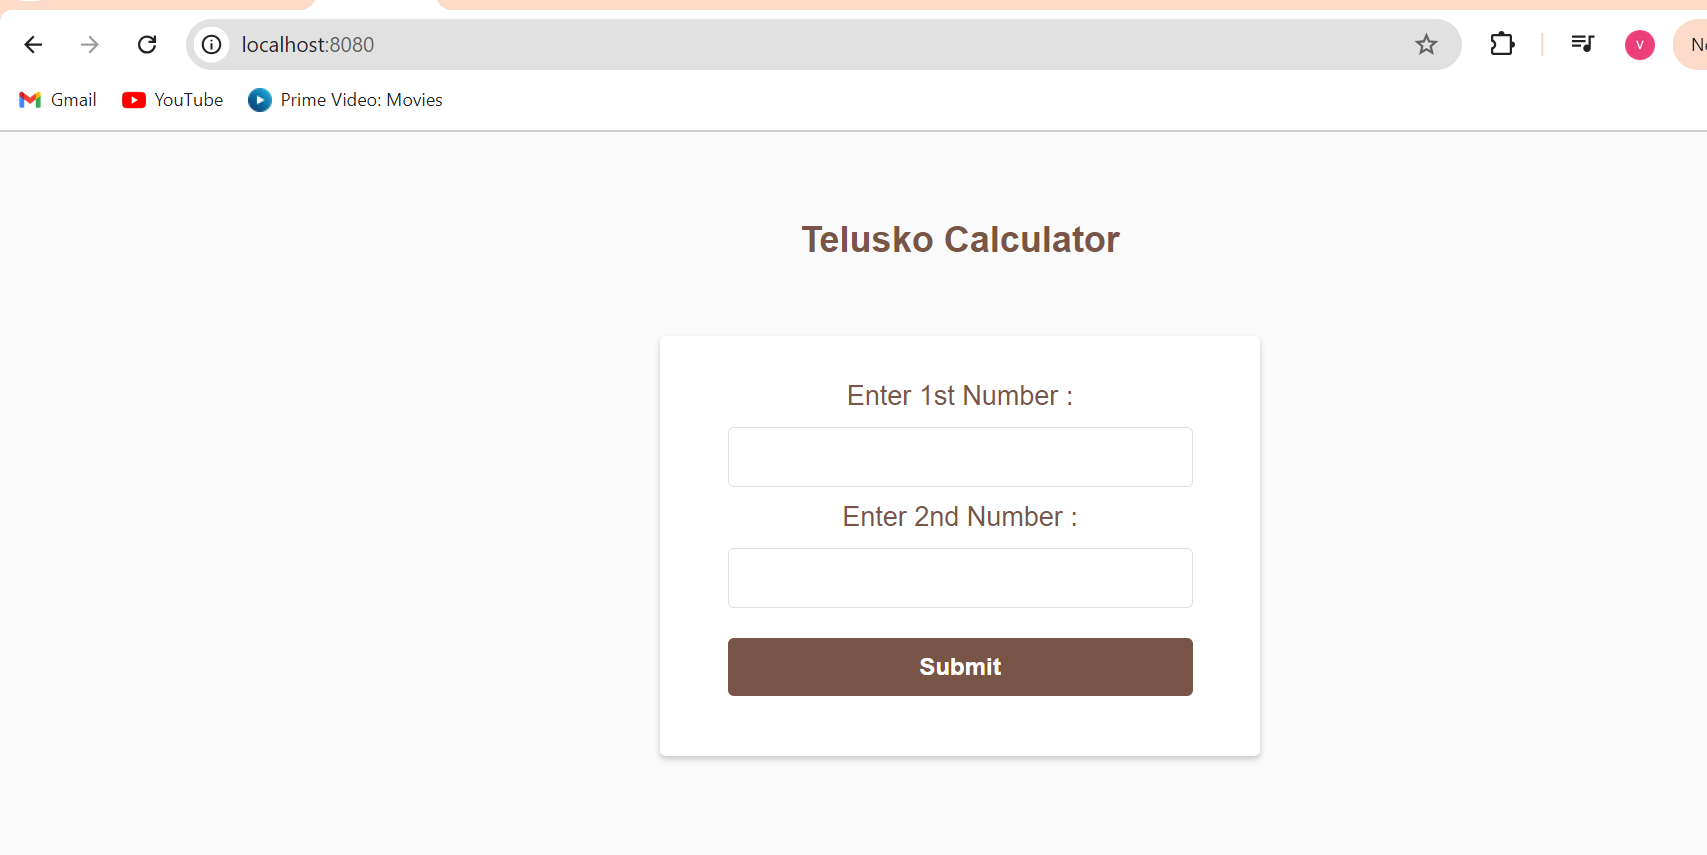 localhost:8080
V
Gmail
YouTube
Prime Video: Movies
Telusko Calculator
Enter 1st Number :
Enter 2nd Number :
Submit